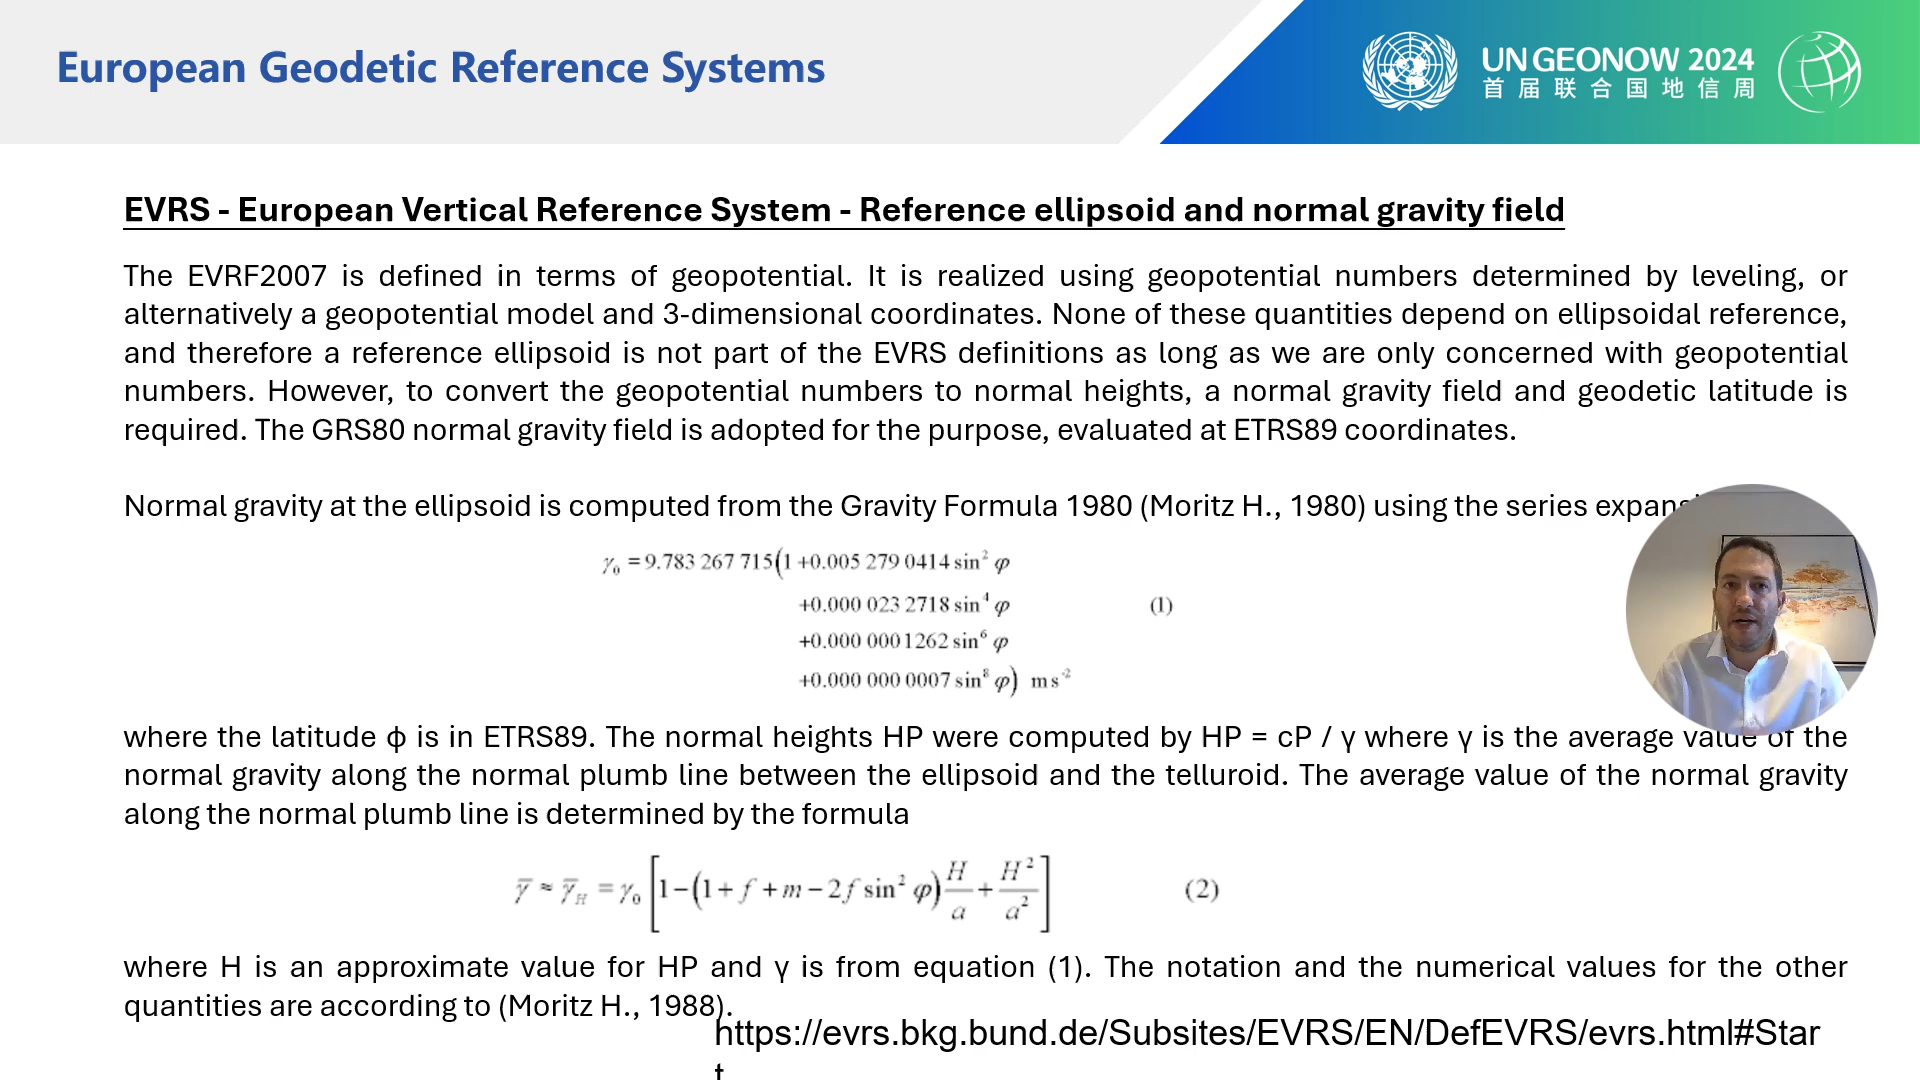 European Geodetic Reference Systems
UN GEONOW 2024
首届联合国地信周
EVRS - European Vertical Reference System - Reference ellipsoid and normal gravity field
The EVRF2007 is defined in terms of geopotential. It is realized using geopotential numbers determined by leveling, or
alternatively a geopotential model and 3-dimensional coordinates. None of these quantities depend on ellipsoidal reference,
and therefore a reference ellipsoid is not part of the EVRS definitions as long as we are only concerned with geopotential
numbers. However, to convert the geopotential numbers to normal heights, a normal gravity field and geodetic latitude is
required. The GRS80 normal gravity field is adopted for the purpose, evaluated at ETRS89 coordinates.
Normal gravity at the ellipsoid is computed from the Gravity Formula 1980 (Moritz H., 1980) using the series
γ₀ = 9.783 267 715(1 +0.005 279 0414 sin² φ
+0.000 023 2718 sin⁴ φ (1)
+0.000 000 1262 sin⁶ φ
+0.000 000 0007 sin⁸ φ) m s⁻²
where the latitude ϕ is in ETRS89. The normal heights HP were computed by HP = cP / γ where γ is the average value of the
normal gravity along the normal plumb line between the ellipsoid and the telluroid. The average value of the normal gravity
along the normal plumb line is determined by the formula
γ̄ ≈ γ̄_H = γ₀ [1 − (1 + f + m − 2f sin² φ) H/a + H²/a²] (2)
where H is an approximate value for HP and γ is from equation (1). The notation and the numerical values for the other
quantities are according to (Moritz H., 1988).
https://evrs.bkg.bund.de/Subsites/EVRS/EN/DefEVRS/evrs.html#Star
t